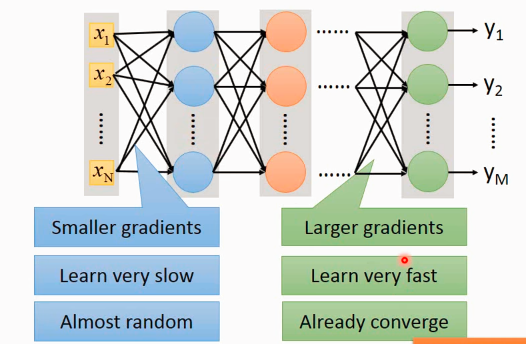 x1 ...... y1
x2 ...... y2
...... ...... ...... ...... ......
xN ...... yM
Smaller gradients Larger gradients
Learn very slow Learn very fast
Almost random Already converge